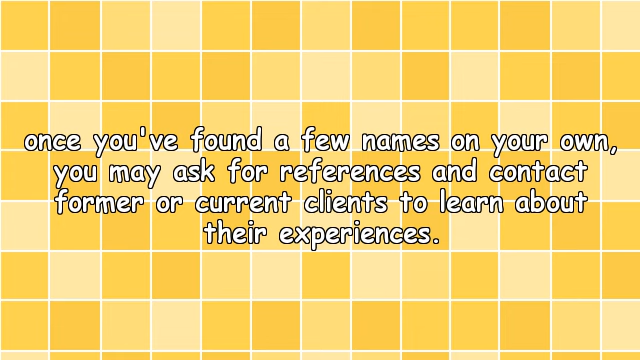 once you've found a few names on your own,
you may ask for references and contact
former or current clients to learn about
their experiences.